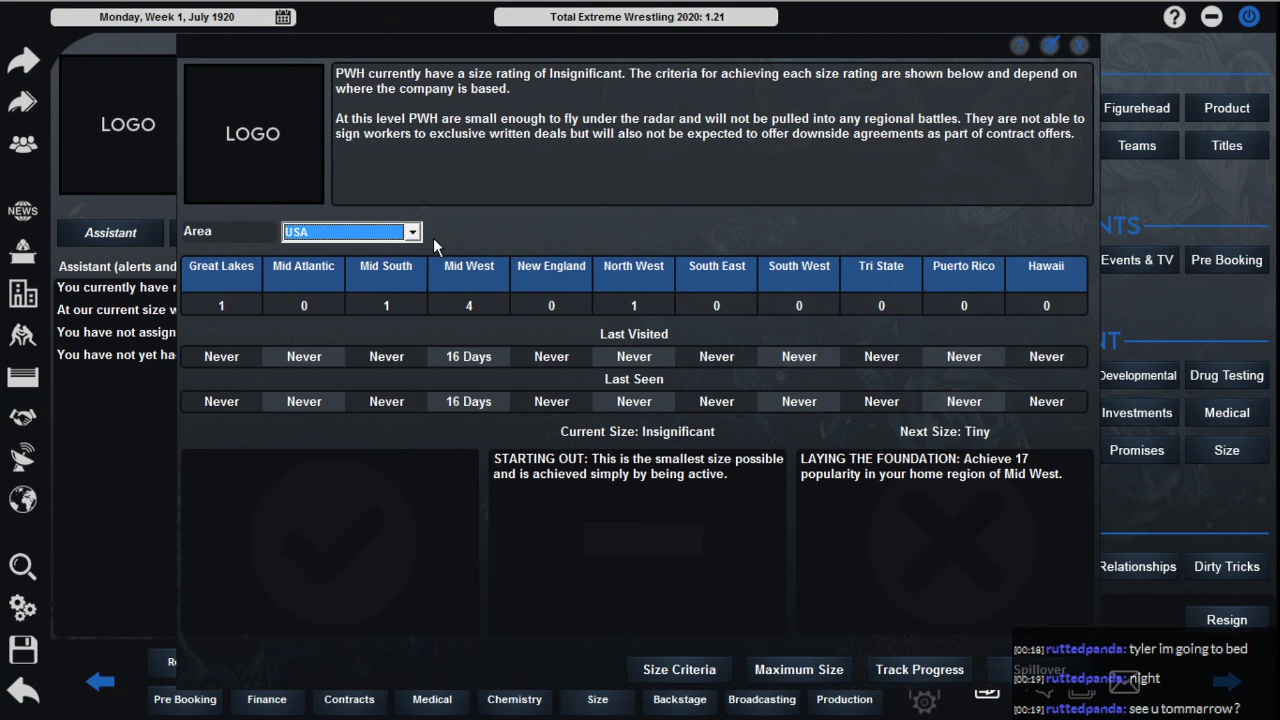 Monday, Week 1, July 1920
Total Extreme Wrestling 2020: 1.21
LOGO
LOGO
PWH currently have a size rating of Insignificant. The criteria for achieving each size rating are shown below and depend on
where the company is based.
At this level PWH are small enough to fly under the radar and will not be pulled into any regional battles. They are not able to
sign workers to exclusive written deals but will also not be expected to offer downside agreements as part of contract offers.
Figurehead Product
Teams Titles
NEWS
Assistant
Area USA
NTS
Events & TV Pre Booking
Assistant (alerts and
You currently have r
At our current size w
You have not assign
You have not yet ha
Great Lakes Mid Atlantic Mid South Mid West New England North West South East South West Tri State Puerto Rico Hawaii
1 0 1 4 0 1 0 0 0 0 0
Last Visited
Never Never Never 16 Days Never Never Never Never Never Never Never
Last Seen
Never Never Never 16 Days Never Never Never Never Never Never Never
NT
Developmental Drug Testing
Investments Medical
Promises Size
Current Size: Insignificant Next Size: Tiny
STARTING OUT: This is the smallest size possible
and is achieved simply by being active.
LAYING THE FOUNDATION: Achieve 17
popularity in your home region of Mid West.
Relationships Dirty Tricks
Resign
Size Criteria Maximum Size Track Progress Spillover
[00:18] ruttedpanda: tyler im going to bed
[00:19] ruttedpanda: night
[00:19] ruttedpanda: see u tommarrow?
Pre Booking Finance Contracts Medical Chemistry Size Backstage Broadcasting Production